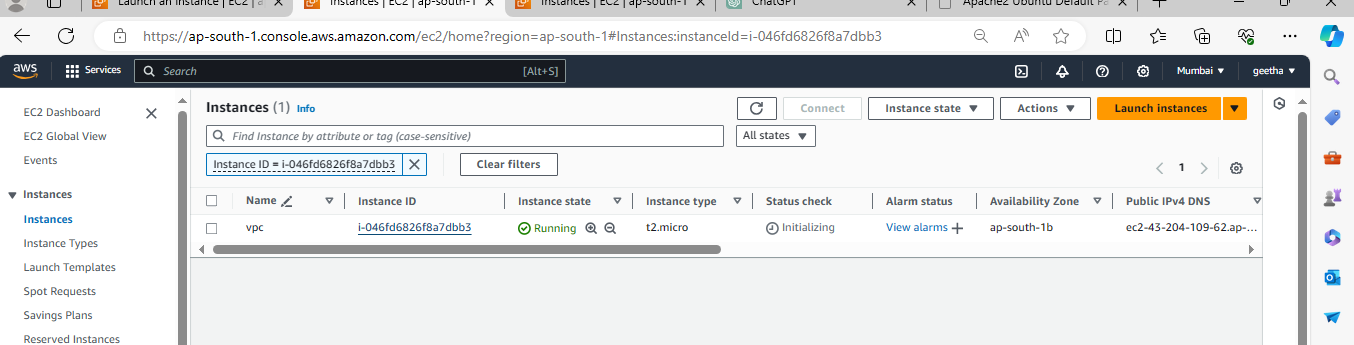 Launch an instance | EC2 | a
Instances | EC2 | ap-south-1
Instances | EC2 | ap-south-1
ChatGPT
Apache2 Ubuntu Default Pa
https://ap-south-1.console.aws.amazon.com/ec2/home?region=ap-south-1#Instances:instanceId=i-046fd6826f8a7dbb3
aws Services Search [Alt+S] Mumbai geetha
EC2 Dashboard
EC2 Global View
Events
Instances
Instances
Instance Types
Launch Templates
Spot Requests
Savings Plans
Reserved Instances
Instances (1) Info Connect Instance state Actions Launch instances
Find Instance by attribute or tag (case-sensitive) All states
Instance ID = i-046fd6826f8a7dbb3 Clear filters
1
Name Instance ID Instance state Instance type Status check Alarm status Availability Zone Public IPv4 DNS
vpc i-046fd6826f8a7dbb3 Running t2.micro Initializing View alarms ap-south-1b ec2-43-204-109-62.ap-...